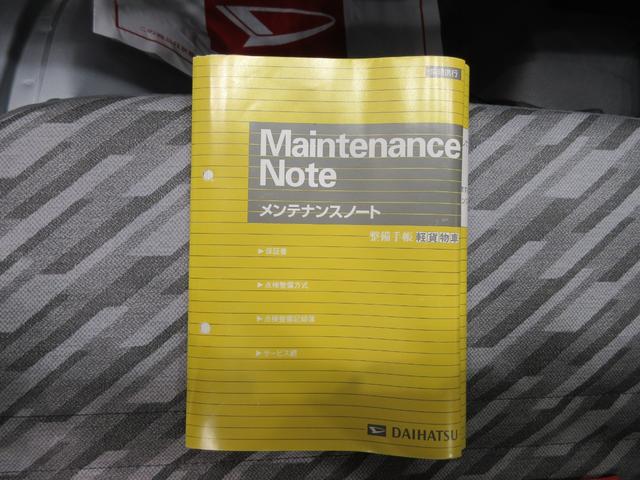 Maintenance
Note
メンテナンスノート
整備手帳 軽貨物車
▶保証書
▶点検整備方式
▶点検整備記録簿
▶サービス網
DAIHATSU